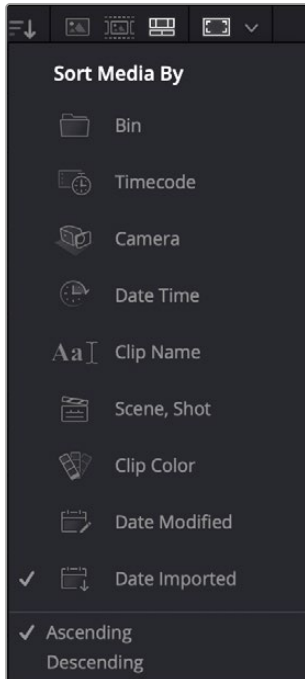 Sort Media By
Bin
Timecode
Camera
Date Time
Aa Clip Name
Scene, Shot
Clip Color
Date Modified
Date Imported
Ascending
Descending